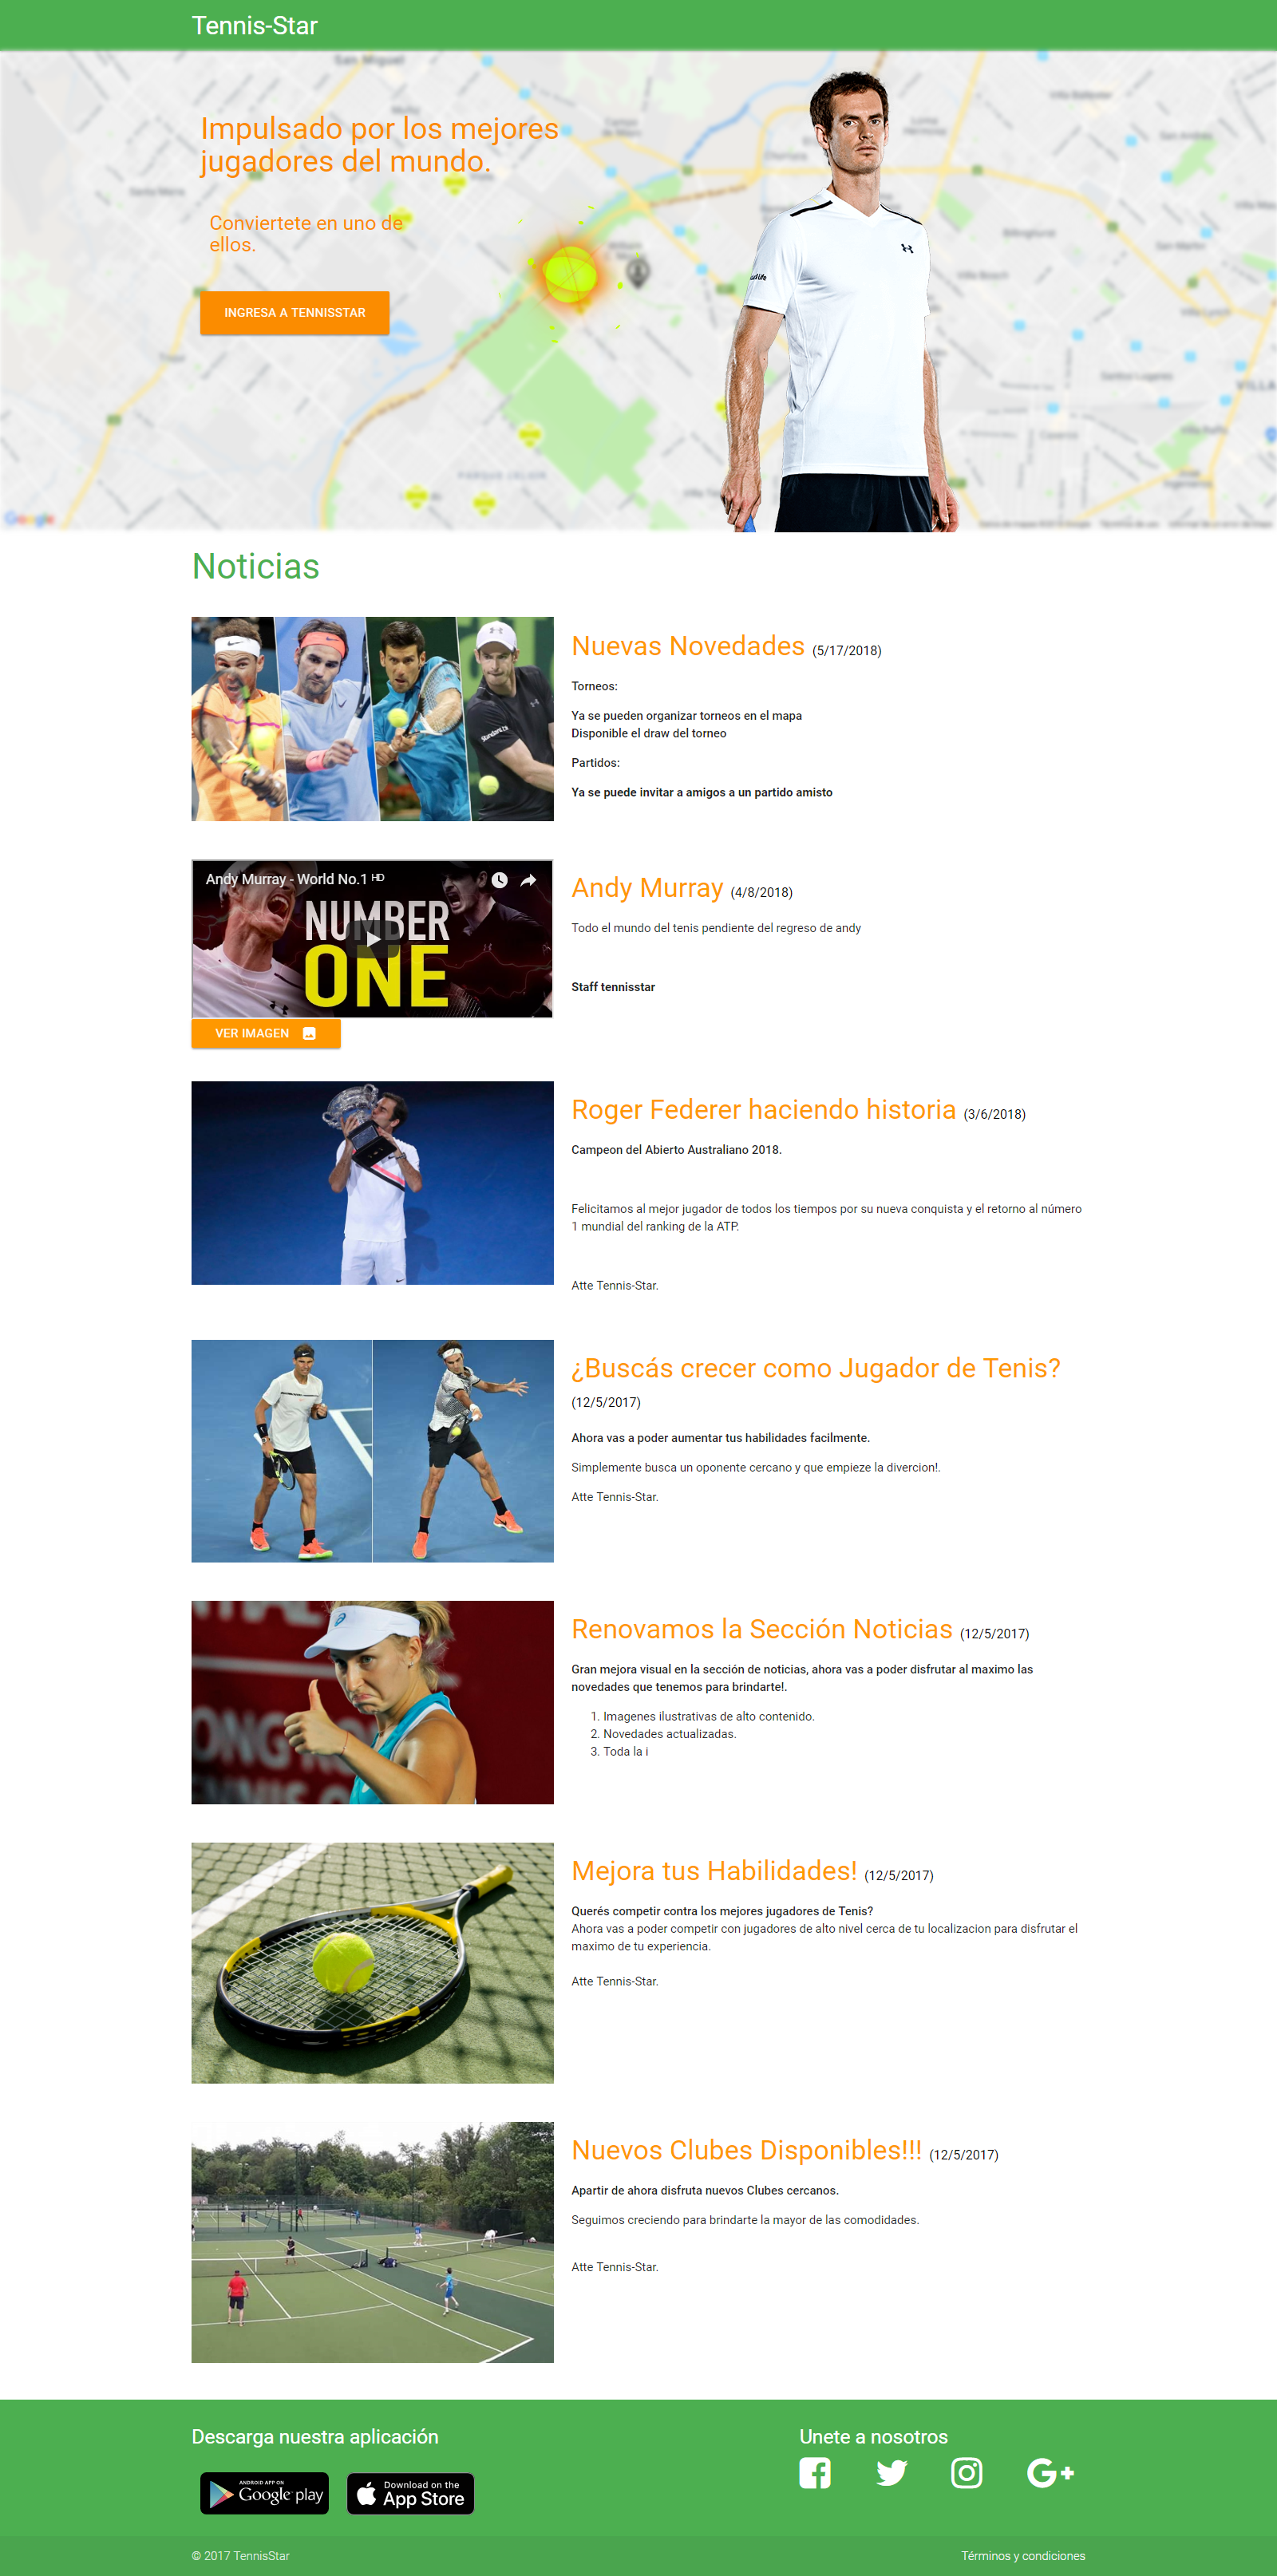 Tennis-Star
San Miguel
Impulsado por los mejores
jugadores del mundo.
Conviertete en uno de
ellos.
INGRESA A TENNISSTAR
PARQUE LELOIR
Google
Noticias
Nuevas Novedades (5/17/2018)
Torneos:
Ya se pueden organizar torneos en el mapa
Disponible el draw del torneo
Partidos:
Ya se puede invitar a amigos a un partido amisto
Andy Murray - World No.1 HD
NUMBER
ONE
VER IMAGEN
Andy Murray (4/8/2018)
Todo el mundo del tenis pendiente del regreso de andy
Staff tennisstar
Roger Federer haciendo historia (3/6/2018)
Campeon del Abierto Australiano 2018.
Felicitamos al mejor jugador de todos los tiempos por su nueva conquista y el retorno al número
1 mundial del ranking de la ATP.
Atte Tennis-Star.
¿Buscás crecer como Jugador de Tenis?
(12/5/2017)
Ahora vas a poder aumentar tus habilidades facilmente.
Simplemente busca un oponente cercano y que empieze la divercion!.
Atte Tennis-Star.
Renovamos la Sección Noticias (12/5/2017)
Gran mejora visual en la sección de noticias, ahora vas a poder disfrutar al maximo las
novedades que tenemos para brindarte!.
1. Imagenes ilustrativas de alto contenido.
2. Novedades actualizadas.
3. Toda la i
Mejora tus Habilidades! (12/5/2017)
Querés competir contra los mejores jugadores de Tenis?
Ahora vas a poder competir con jugadores de alto nivel cerca de tu localizacion para disfrutar el
maximo de tu experiencia.
Atte Tennis-Star.
Nuevos Clubes Disponibles!!! (12/5/2017)
Apartir de ahora disfruta nuevos Clubes cercanos.
Seguimos creciendo para brindarte la mayor de las comodidades.
Atte Tennis-Star.
Descarga nuestra aplicación
Unete a nosotros
ANDROID APP ON
Google play
Download on the
App Store
G+
© 2017 TennisStar
Términos y condiciones